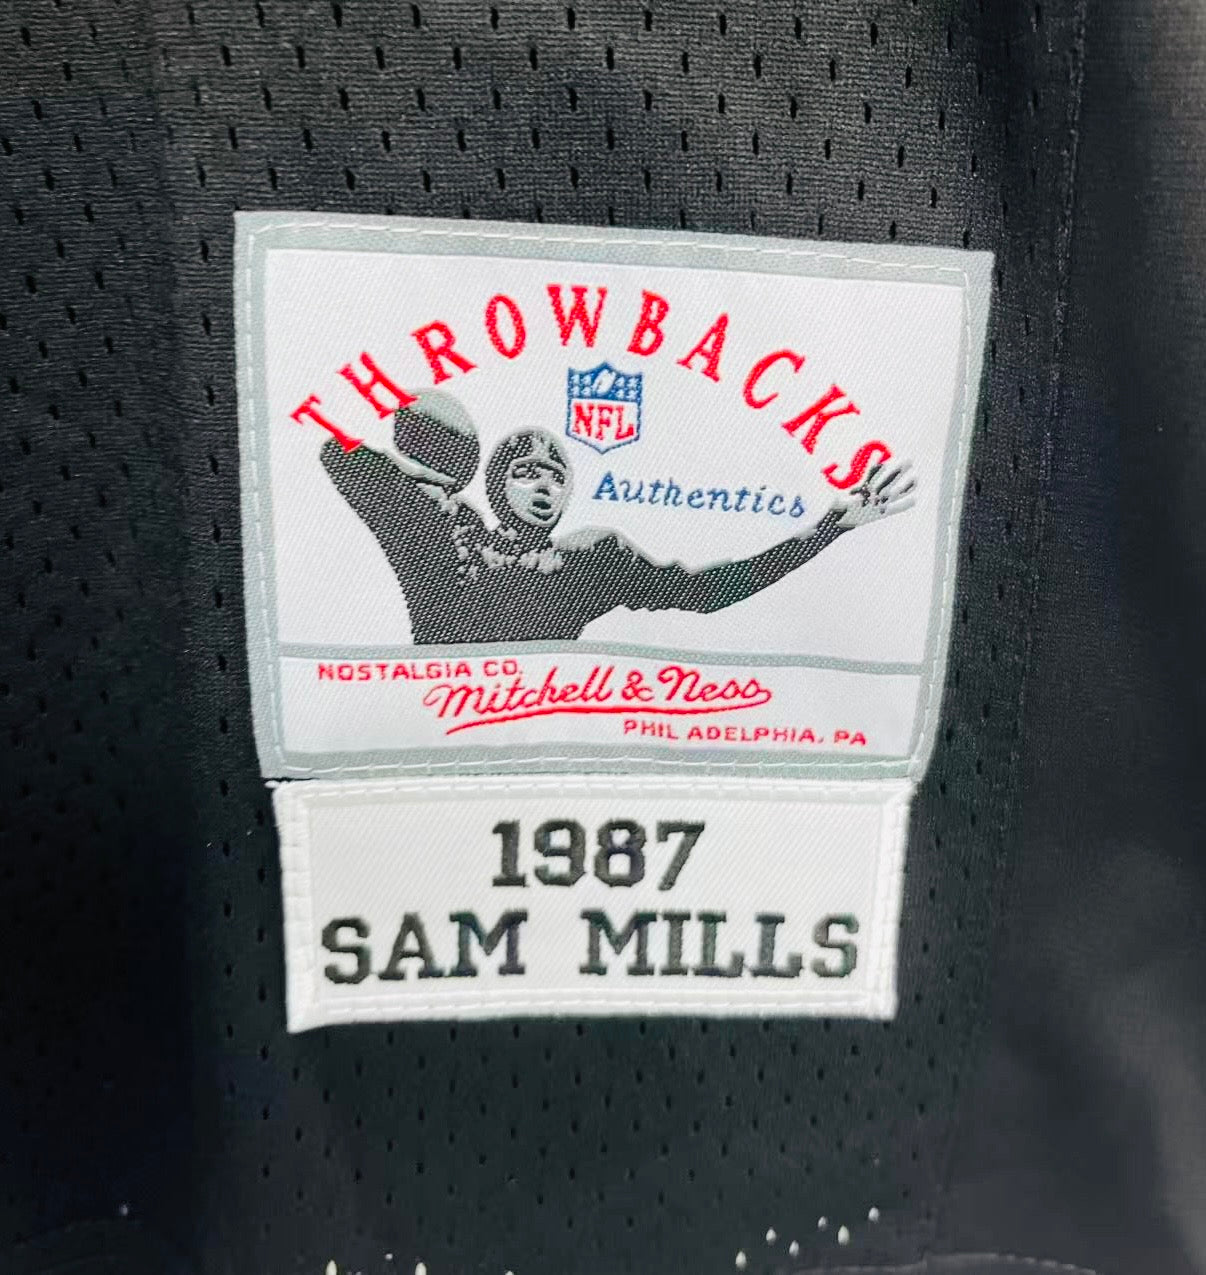 THROWBACKS
NFL
Authentics
NOSTALGIA CO.
Mitchell & Ness
PHILADELPHIA, PA
1987
SAM MILLS